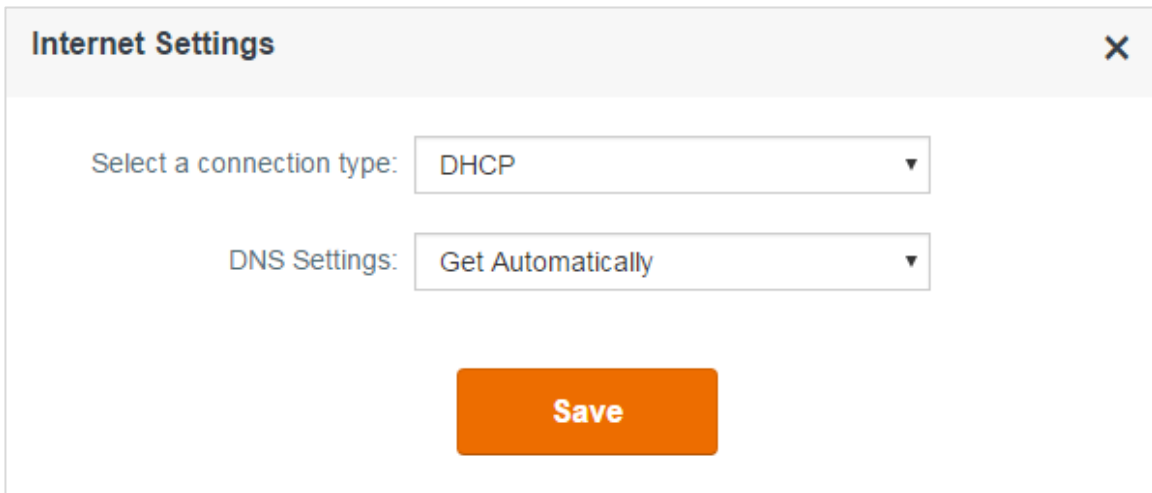 Internet Settings
Select a connection type: DHCP
DNS Settings: Get Automatically
Save